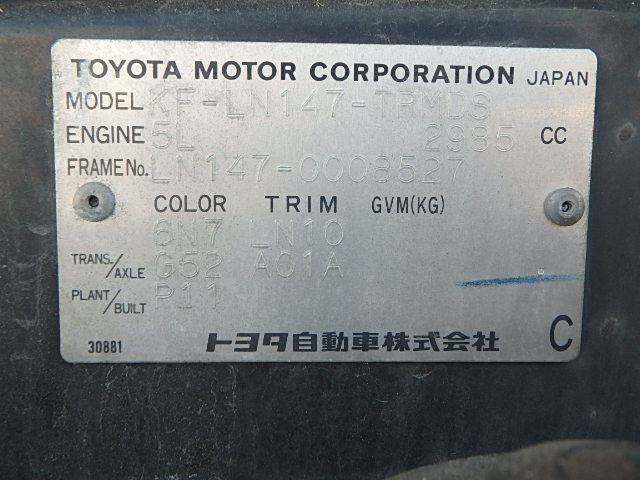 TOYOTA MOTOR CORPORATION JAPAN
MODEL KF-LN147-TRMDS
ENGINE 5L 2985 CC
FRAME No. LN147-0008527
COLOR TRIM GVM(KG)
6N7 LN10
TRANS./AXLE G52 A01A
PLANT/BUILT P11
30881 トヨタ自動車株式会社 C